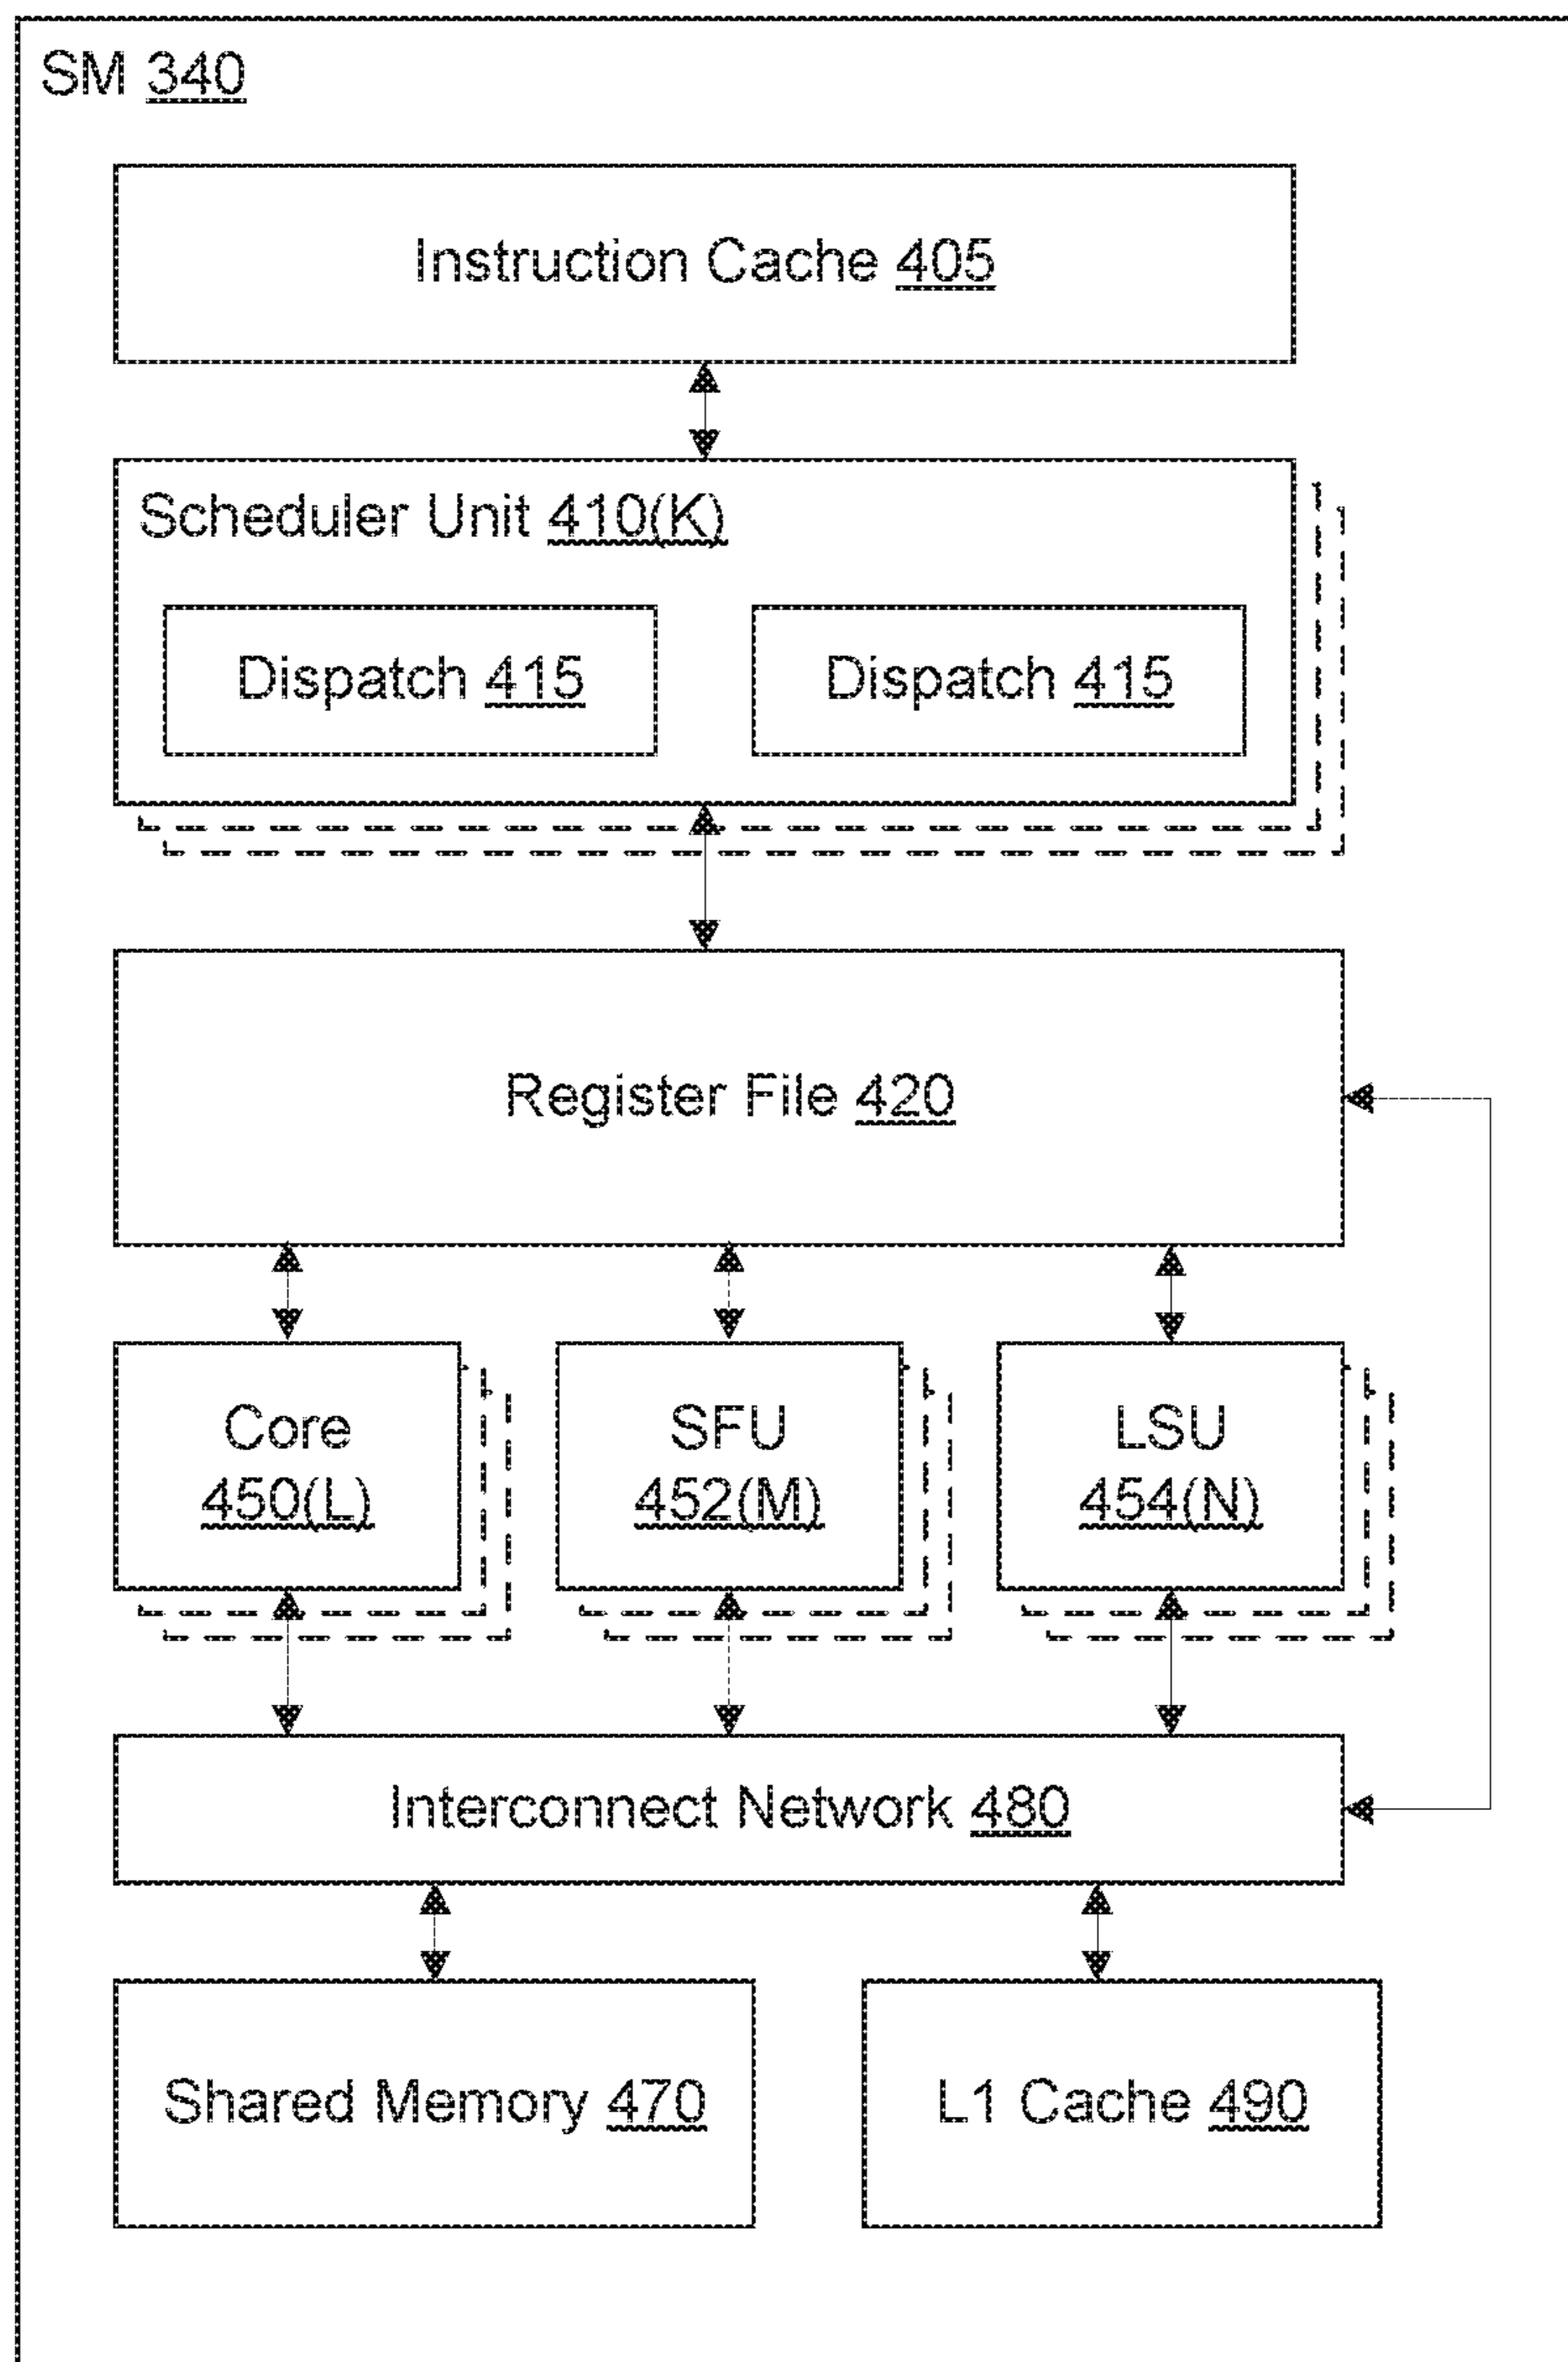 SM 340
Instruction Cache 405
Scheduler Unit 410(K)
Dispatch 415
Dispatch 415
Register File 420
Core
450(L)
SFU
452(M)
LSU
454(N)
Interconnect Network 480
Shared Memory 470
L1 Cache 490